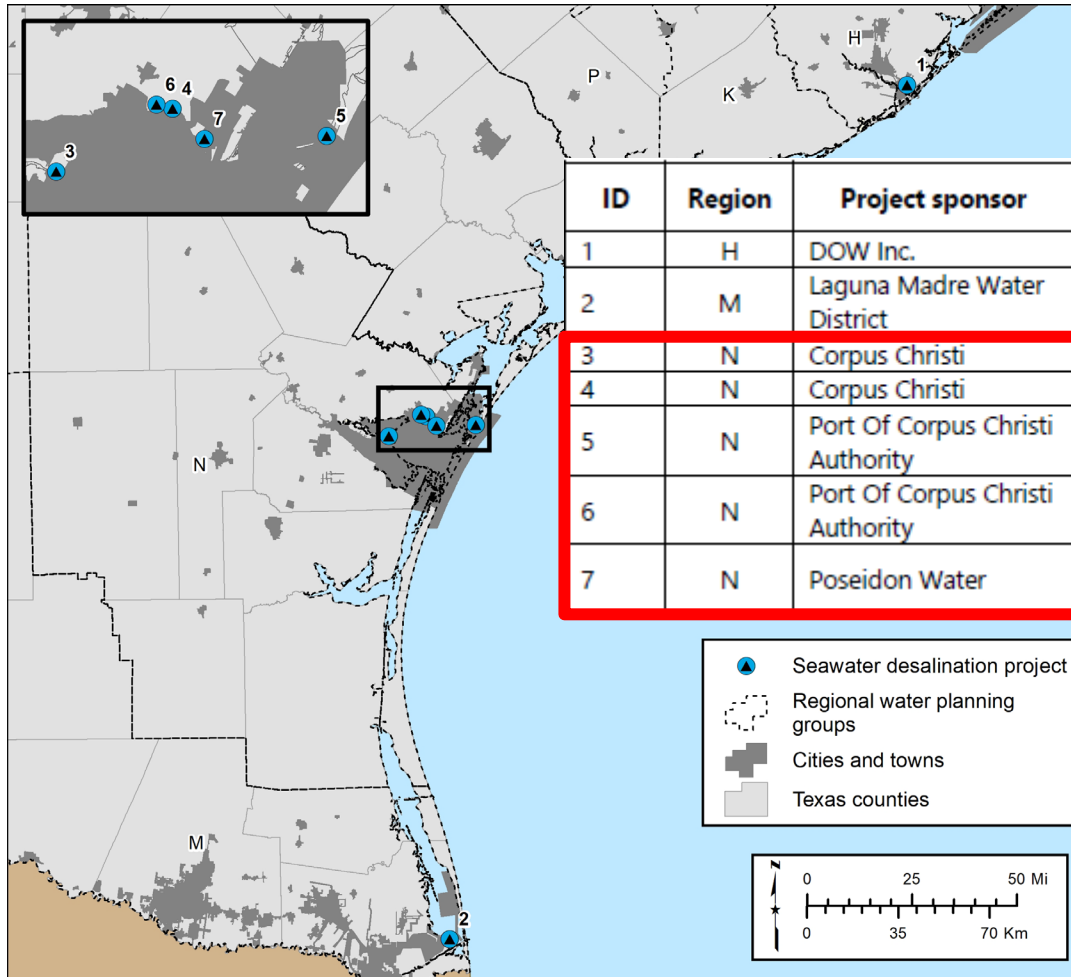 6
4
7
5
3
H
1
P
K
ID Region Project sponsor
1 H DOW Inc.
2 M Laguna Madre Water
District
3 N Corpus Christi
4 N Corpus Christi
5 N Port Of Corpus Christi
Authority
6 N Port Of Corpus Christi
Authority
7 N Poseidon Water
N
Seawater desalination project
Regional water planning
groups
Cities and towns
Texas counties
M
2
N
0 25 50 Mi
0 35 70 Km